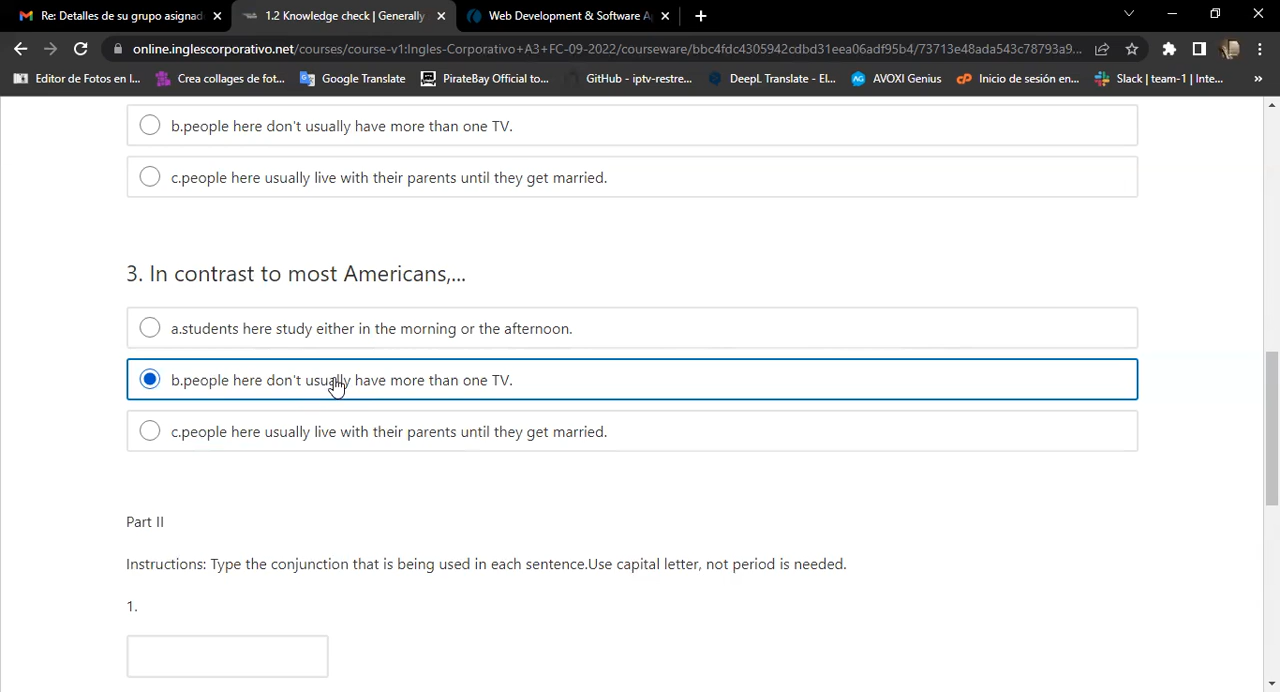 Re: Detalles de su grupo asignad
1.2 Knowledge check | Generally
Web Development & Software A
online.inglescorporativo.net/courses/course-v1:Ingles-Corporativo+A3+FC-09-2022/courseware/bbc4fdc4305942cdbd31eea06adf95b4/73713e48ada543c78793a9...
Editor de Fotos en l...
Crea collages de fot...
Google Translate
PirateBay Official to...
GitHub - iptv-restre...
DeepL Translate - El...
AVOXI Genius
Inicio de sesión en...
Slack | team-1 | Inte...
»
b.people here don't usually have more than one TV.
c.people here usually live with their parents until they get married.
3. In contrast to most Americans,...
a.students here study either in the morning or the afternoon.
b.people here don't usually have more than one TV.
c.people here usually live with their parents until they get married.
Part II
Instructions: Type the conjunction that is being used in each sentence.Use capital letter, not period is needed.
1.